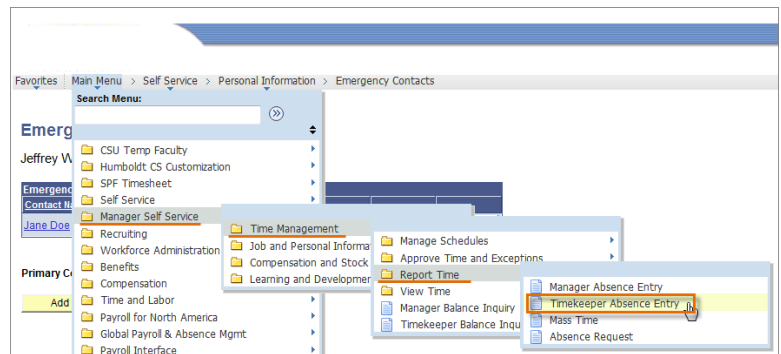 Favorites Main Menu > Self Service > Personal Information > Emergency Contacts
Search Menu:
Emerg
Jeffrey W
Emergenc
Contact N
Jane Doe
Primary Co
Add
CSU Temp Faculty
Humboldt CS Customization
SPF Timesheet
Self Service
Manager Self Service
Recruiting
Workforce Administration
Benefits
Compensation
Time and Labor
Payroll for North America
Global Payroll & Absence Mgmt
Payroll Interface
Time Management
Job and Personal Informa
Compensation and Stock
Learning and Developmen
Manage Schedules
Approve Time and Exceptions
Report Time
View Time
Manager Balance Inquiry
Timekeeper Balance Inqu
Manager Absence Entry
Timekeeper Absence Entry
Mass Time
Absence Request